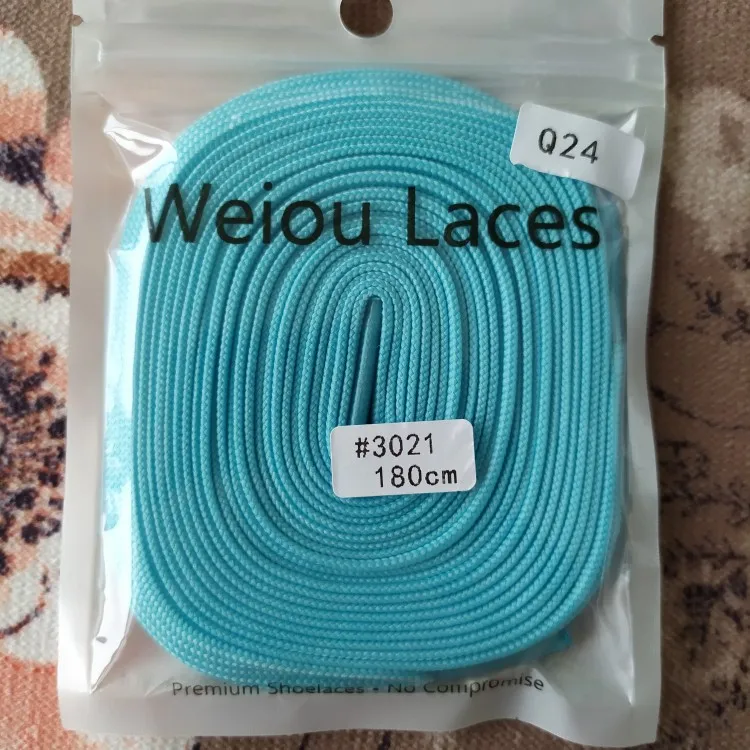 Q24
Weiou Laces
#3021
180cm
Premium Shoelaces - No Compromise